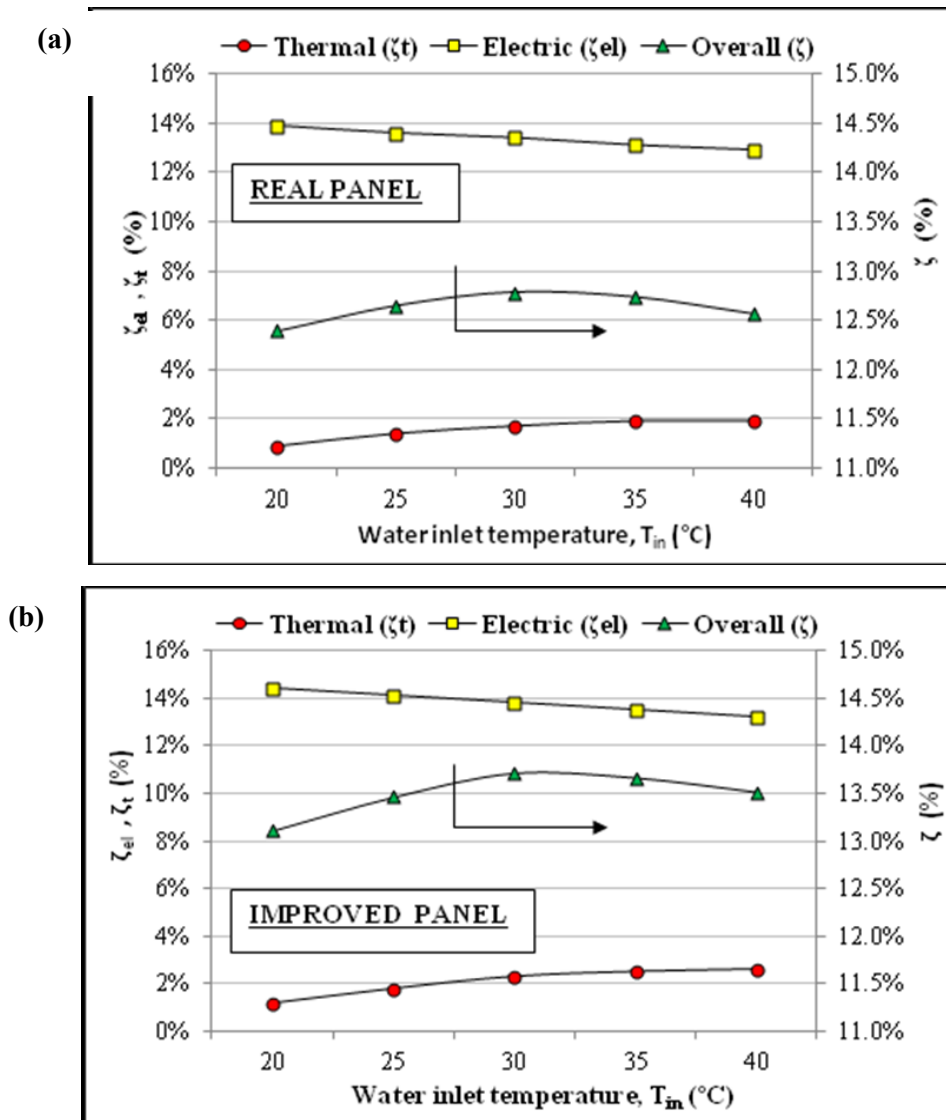 (a)
Thermal (ζt) Electric (ζel) Overall (ζ)
16% 15.0%
14% 14.5%
12% 14.0%
REAL PANEL
10% 13.5%
8% 13.0%
6% 12.5%
4% 12.0%
2% 11.5%
0% 11.0%
ζel , ζt (%)
ζ (%)
20 25 30 35 40
Water inlet temperature, Tin (°C)
(b)
Thermal (ζt) Electric (ζel) Overall (ζ)
16% 15.0%
14% 14.5%
12% 14.0%
10% 13.5%
8% 13.0%
6% 12.5%
IMPROVED PANEL
4% 12.0%
2% 11.5%
0% 11.0%
ζel , ζt (%)
ζ (%)
20 25 30 35 40
Water inlet temperature, Tin (°C)